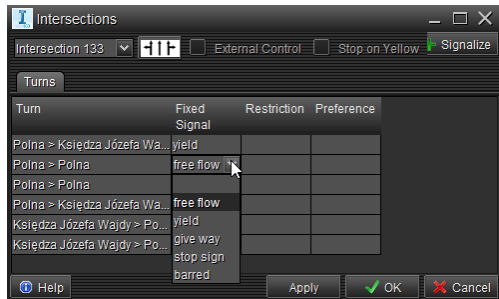 Intersections
Intersection 133
External Control
Stop on Yellow
Signalize
Turns
Turn
Fixed
Signal
Restriction
Preference
Polna > Księdza Józefa Wa... yield
Polna > Polna free flow
Polna > Polna
Polna > Księdza Józefa Wa... free flow
Księdza Józefa Wajdy > Po... yield
give way
Księdza Józefa Wajdy > Po... stop sign
barred
Help
Apply
OK
Cancel